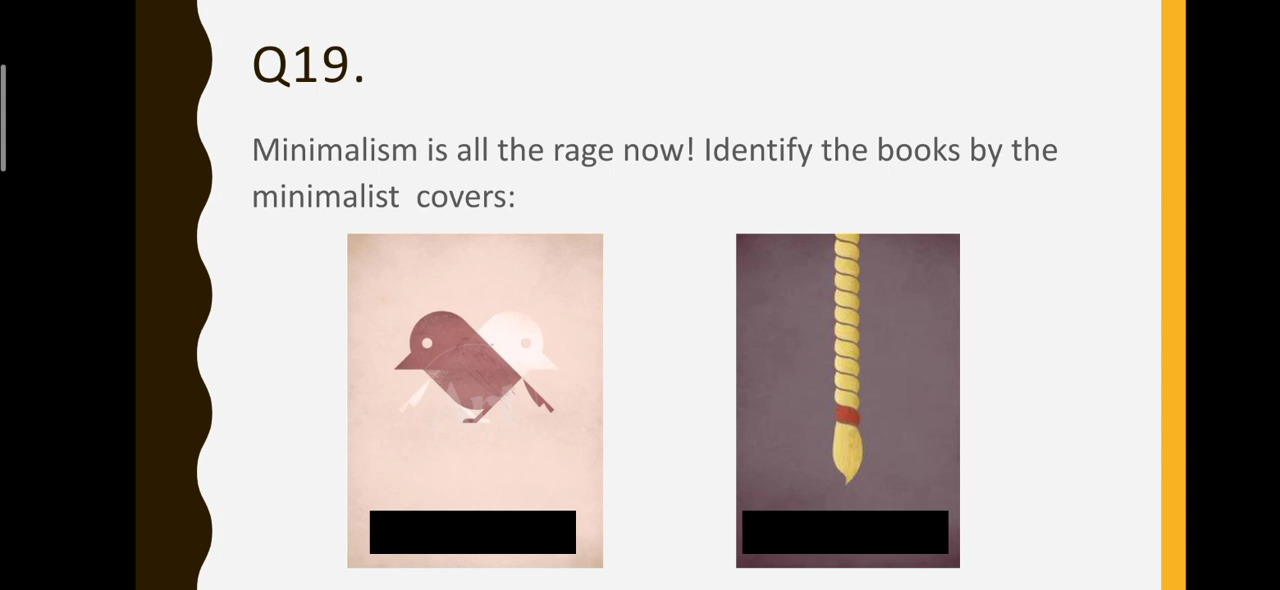 Q19.
Minimalism is all the rage now! Identify the books by the
minimalist covers: